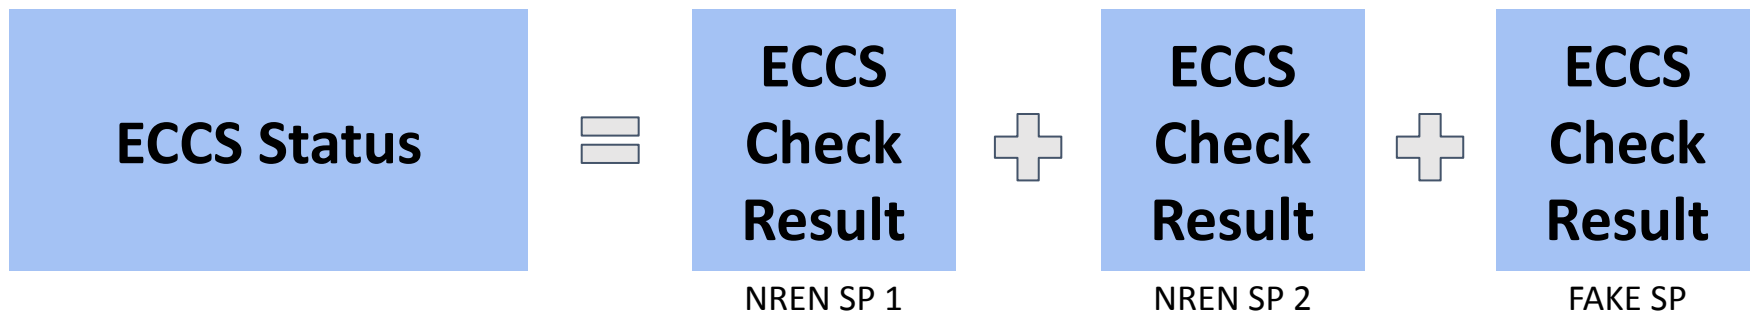 ECCS Status
ECCS
Check
Result
NREN SP 1
ECCS
Check
Result
NREN SP 2
ECCS
Check
Result
FAKE SP